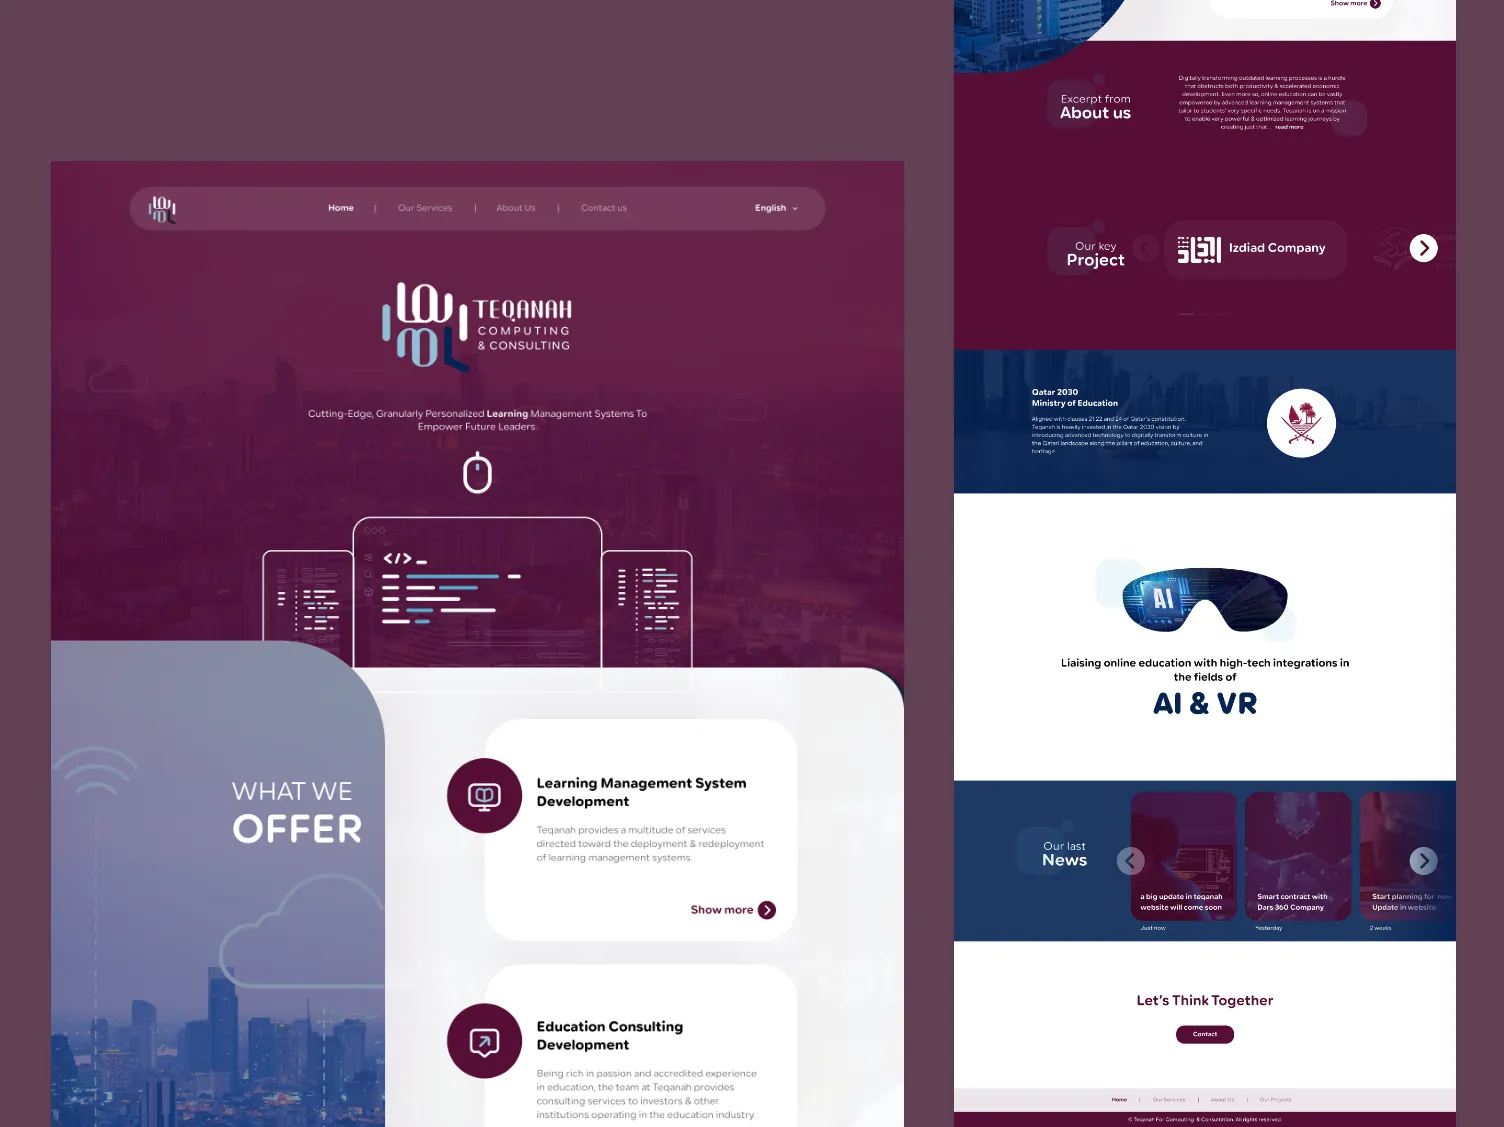 Home | Our Services | About Us | Contact us
English
TEQANAH
COMPUTING
& CONSULTING
Cutting-Edge, Granularly Personalized Learning Management Systems To
Empower Future Leaders.
</> _
WHAT WE
OFFER
Learning Management System
Development
Teqanah provides a multitude of services
directed toward the deployment & redeployment
of learning management systems.
Show more
Education Consulting
Development
Being rich in passion and accredited experience
in education, the team at Teqanah provides
consulting services to investors & other
institutions operating in the education industry.
Show more
Excerpt from
About us
Digitally transforming outdated learning processes is a hurdle
that obstructs both productivity & accelerated economic
development. Even more so, online education can be vastly
empowered by advanced learning management systems that
tailor to students' very specific needs. Teqanah is on a mission
to enable very powerful & optimized learning journeys by
creating just that... read more
Our key
Project
Izdiad Company
Qatar 2030
Ministry of Education
Aligned with clauses 21,22 and 24 of Qatar's constitution,
Teqanah is heavily invested in the Qatar 2030 vision by
introducing advanced technology to digitally transform culture in
the Qatari landscape along the pillars of education, culture, and
heritage
AI
Liaising online education with high-tech integrations in
the fields of
AI & VR
Our last
News
a big update in teqanah
website will come soon
Just now
Smart contract with
Dars 360 Company
Yesterday
Start planning for new
Update in website
2 weeks
Let's Think Together
Contact
Home | Our Services | About Us | Our Projects
© Teqanah For Computing & Consultation. All rights reserved.